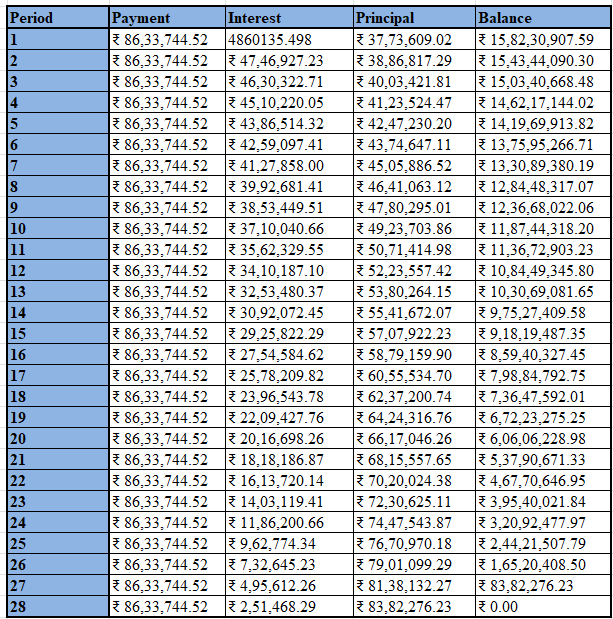 Period Payment Interest Principal Balance
1 ₹ 86,33,744.52 4860135.498 ₹ 37,73,609.02 ₹ 15,82,30,907.59
2 ₹ 86,33,744.52 ₹ 47,46,927.23 ₹ 38,86,817.29 ₹ 15,43,44,090.30
3 ₹ 86,33,744.52 ₹ 46,30,322.71 ₹ 40,03,421.81 ₹ 15,03,40,668.48
4 ₹ 86,33,744.52 ₹ 45,10,220.05 ₹ 41,23,524.47 ₹ 14,62,17,144.02
5 ₹ 86,33,744.52 ₹ 43,86,514.32 ₹ 42,47,230.20 ₹ 14,19,69,913.82
6 ₹ 86,33,744.52 ₹ 42,59,097.41 ₹ 43,74,647.11 ₹ 13,75,95,266.71
7 ₹ 86,33,744.52 ₹ 41,27,858.00 ₹ 45,05,886.52 ₹ 13,30,89,380.19
8 ₹ 86,33,744.52 ₹ 39,92,681.41 ₹ 46,41,063.12 ₹ 12,84,48,317.07
9 ₹ 86,33,744.52 ₹ 38,53,449.51 ₹ 47,80,295.01 ₹ 12,36,68,022.06
10 ₹ 86,33,744.52 ₹ 37,10,040.66 ₹ 49,23,703.86 ₹ 11,87,44,318.20
11 ₹ 86,33,744.52 ₹ 35,62,329.55 ₹ 50,71,414.98 ₹ 11,36,72,903.23
12 ₹ 86,33,744.52 ₹ 34,10,187.10 ₹ 52,23,557.42 ₹ 10,84,49,345.80
13 ₹ 86,33,744.52 ₹ 32,53,480.37 ₹ 53,80,264.15 ₹ 10,30,69,081.65
14 ₹ 86,33,744.52 ₹ 30,92,072.45 ₹ 55,41,672.07 ₹ 9,75,27,409.58
15 ₹ 86,33,744.52 ₹ 29,25,822.29 ₹ 57,07,922.23 ₹ 9,18,19,487.35
16 ₹ 86,33,744.52 ₹ 27,54,584.62 ₹ 58,79,159.90 ₹ 8,59,40,327.45
17 ₹ 86,33,744.52 ₹ 25,78,209.82 ₹ 60,55,534.70 ₹ 7,98,84,792.75
18 ₹ 86,33,744.52 ₹ 23,96,543.78 ₹ 62,37,200.74 ₹ 7,36,47,592.01
19 ₹ 86,33,744.52 ₹ 22,09,427.76 ₹ 64,24,316.76 ₹ 6,72,23,275.25
20 ₹ 86,33,744.52 ₹ 20,16,698.26 ₹ 66,17,046.26 ₹ 6,06,06,228.98
21 ₹ 86,33,744.52 ₹ 18,18,186.87 ₹ 68,15,557.65 ₹ 5,37,90,671.33
22 ₹ 86,33,744.52 ₹ 16,13,720.14 ₹ 70,20,024.38 ₹ 4,67,70,646.95
23 ₹ 86,33,744.52 ₹ 14,03,119.41 ₹ 72,30,625.11 ₹ 3,95,40,021.84
24 ₹ 86,33,744.52 ₹ 11,86,200.66 ₹ 74,47,543.87 ₹ 3,20,92,477.97
25 ₹ 86,33,744.52 ₹ 9,62,774.34 ₹ 76,70,970.18 ₹ 2,44,21,507.79
26 ₹ 86,33,744.52 ₹ 7,32,645.23 ₹ 79,01,099.29 ₹ 1,65,20,408.50
27 ₹ 86,33,744.52 ₹ 4,95,612.26 ₹ 81,38,132.27 ₹ 83,82,276.23
28 ₹ 86,33,744.52 ₹ 2,51,468.29 ₹ 83,82,276.23 ₹ 0.00